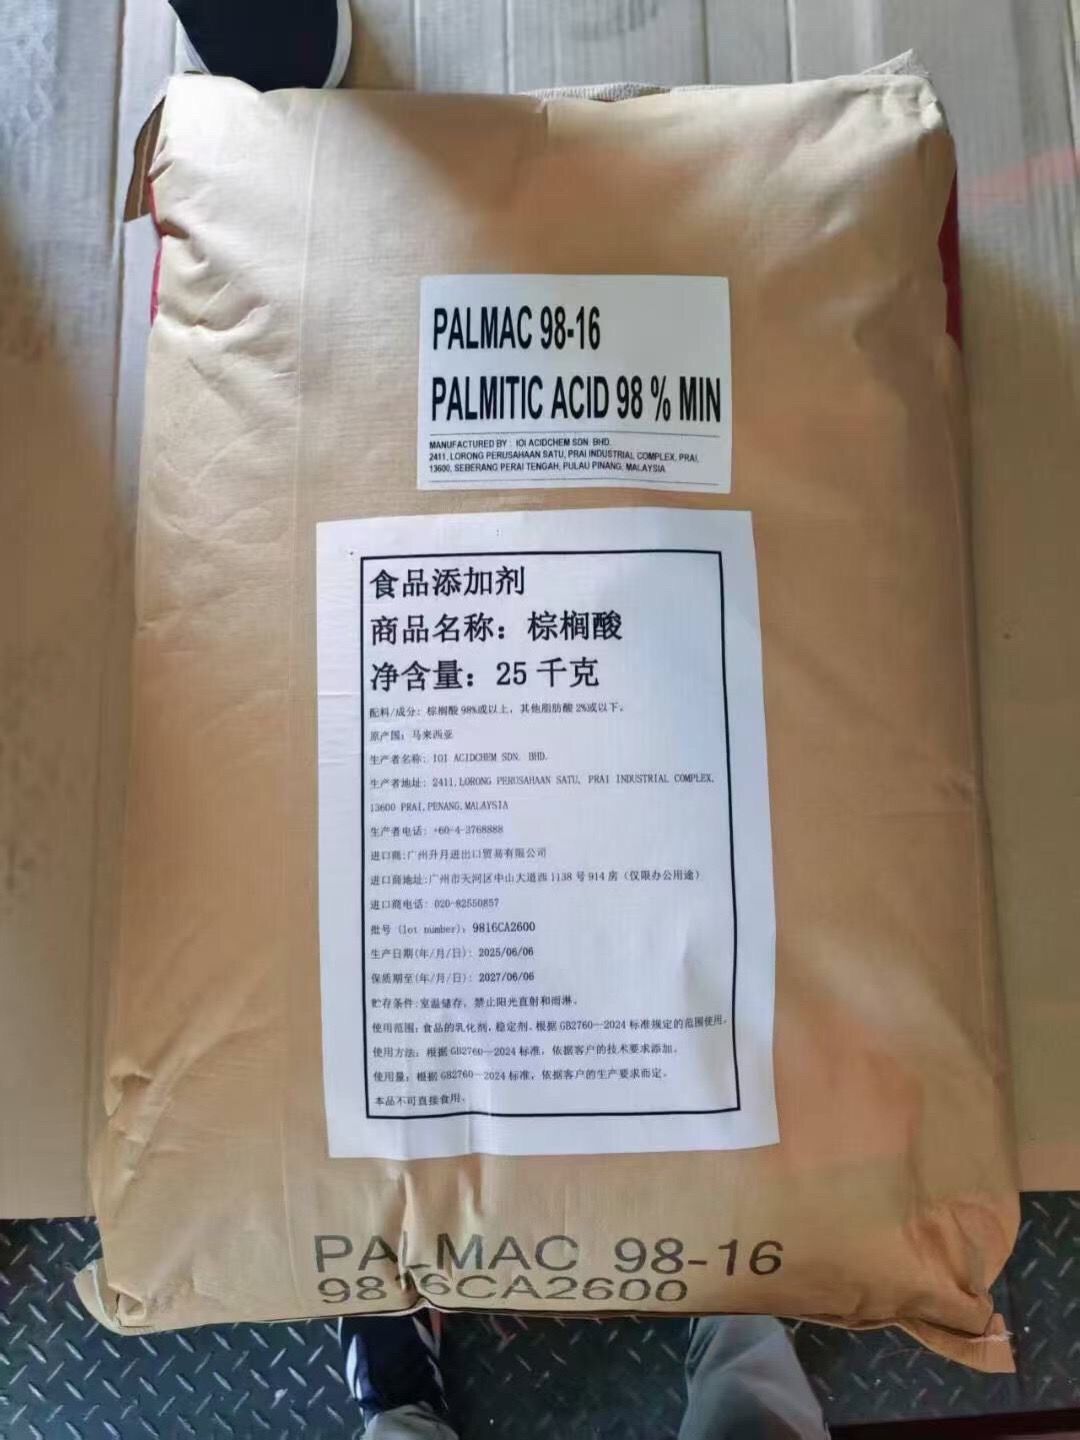 PALMAC 98-16
PALMITIC ACID 98 % MIN
MANUFACTURED BY : IOI ACIDCHEM SDN. BHD.
2411, LORONG PERUSAHAAN SATU, PRAI INDUSTRIAL COMPLEX, PRAI,
13600, SEBERANG PERAI TENGAH, PULAU PINANG, MALAYSIA
食品添加剂
商品名称：棕榈酸
净含量：25 千克
配料/成分：棕榈酸 98%或以上，其他脂肪酸 2%或以下。
原产国：马来西亚
生产者名称：IOI ACIDCHEM SDN. BHD.
生产者地址：2411,LORONG PERUSAHAAN SATU, PRAI INDUSTRIAL COMPLEX,
13600 PRAI,PENANG,MALAYSIA
生产者电话：+60-4-3768888
进口商:广州升月进出口贸易有限公司
进口商地址:广州市天河区中山大道西 1138 号 914 房（仅限办公用途）
进口商电话：020-82550857
批号 (lot number)：9816CA2600
生产日期(年/月/日)：2025/06/06
保质期至(年/月/日)：2027/06/06
贮存条件:室温储存，禁止阳光直射和雨淋。
使用范围：食品的乳化剂，稳定剂。根据 GB2760—2024 标准规定的范围使用。
使用方法：根据 GB2760—2024 标准，依据客户的技术要求添加。
使用量：根据 GB2760—2024 标准，依据客户的生产要求而定。
本品不可直接食用。
PALMAC 98-16
9816CA2600